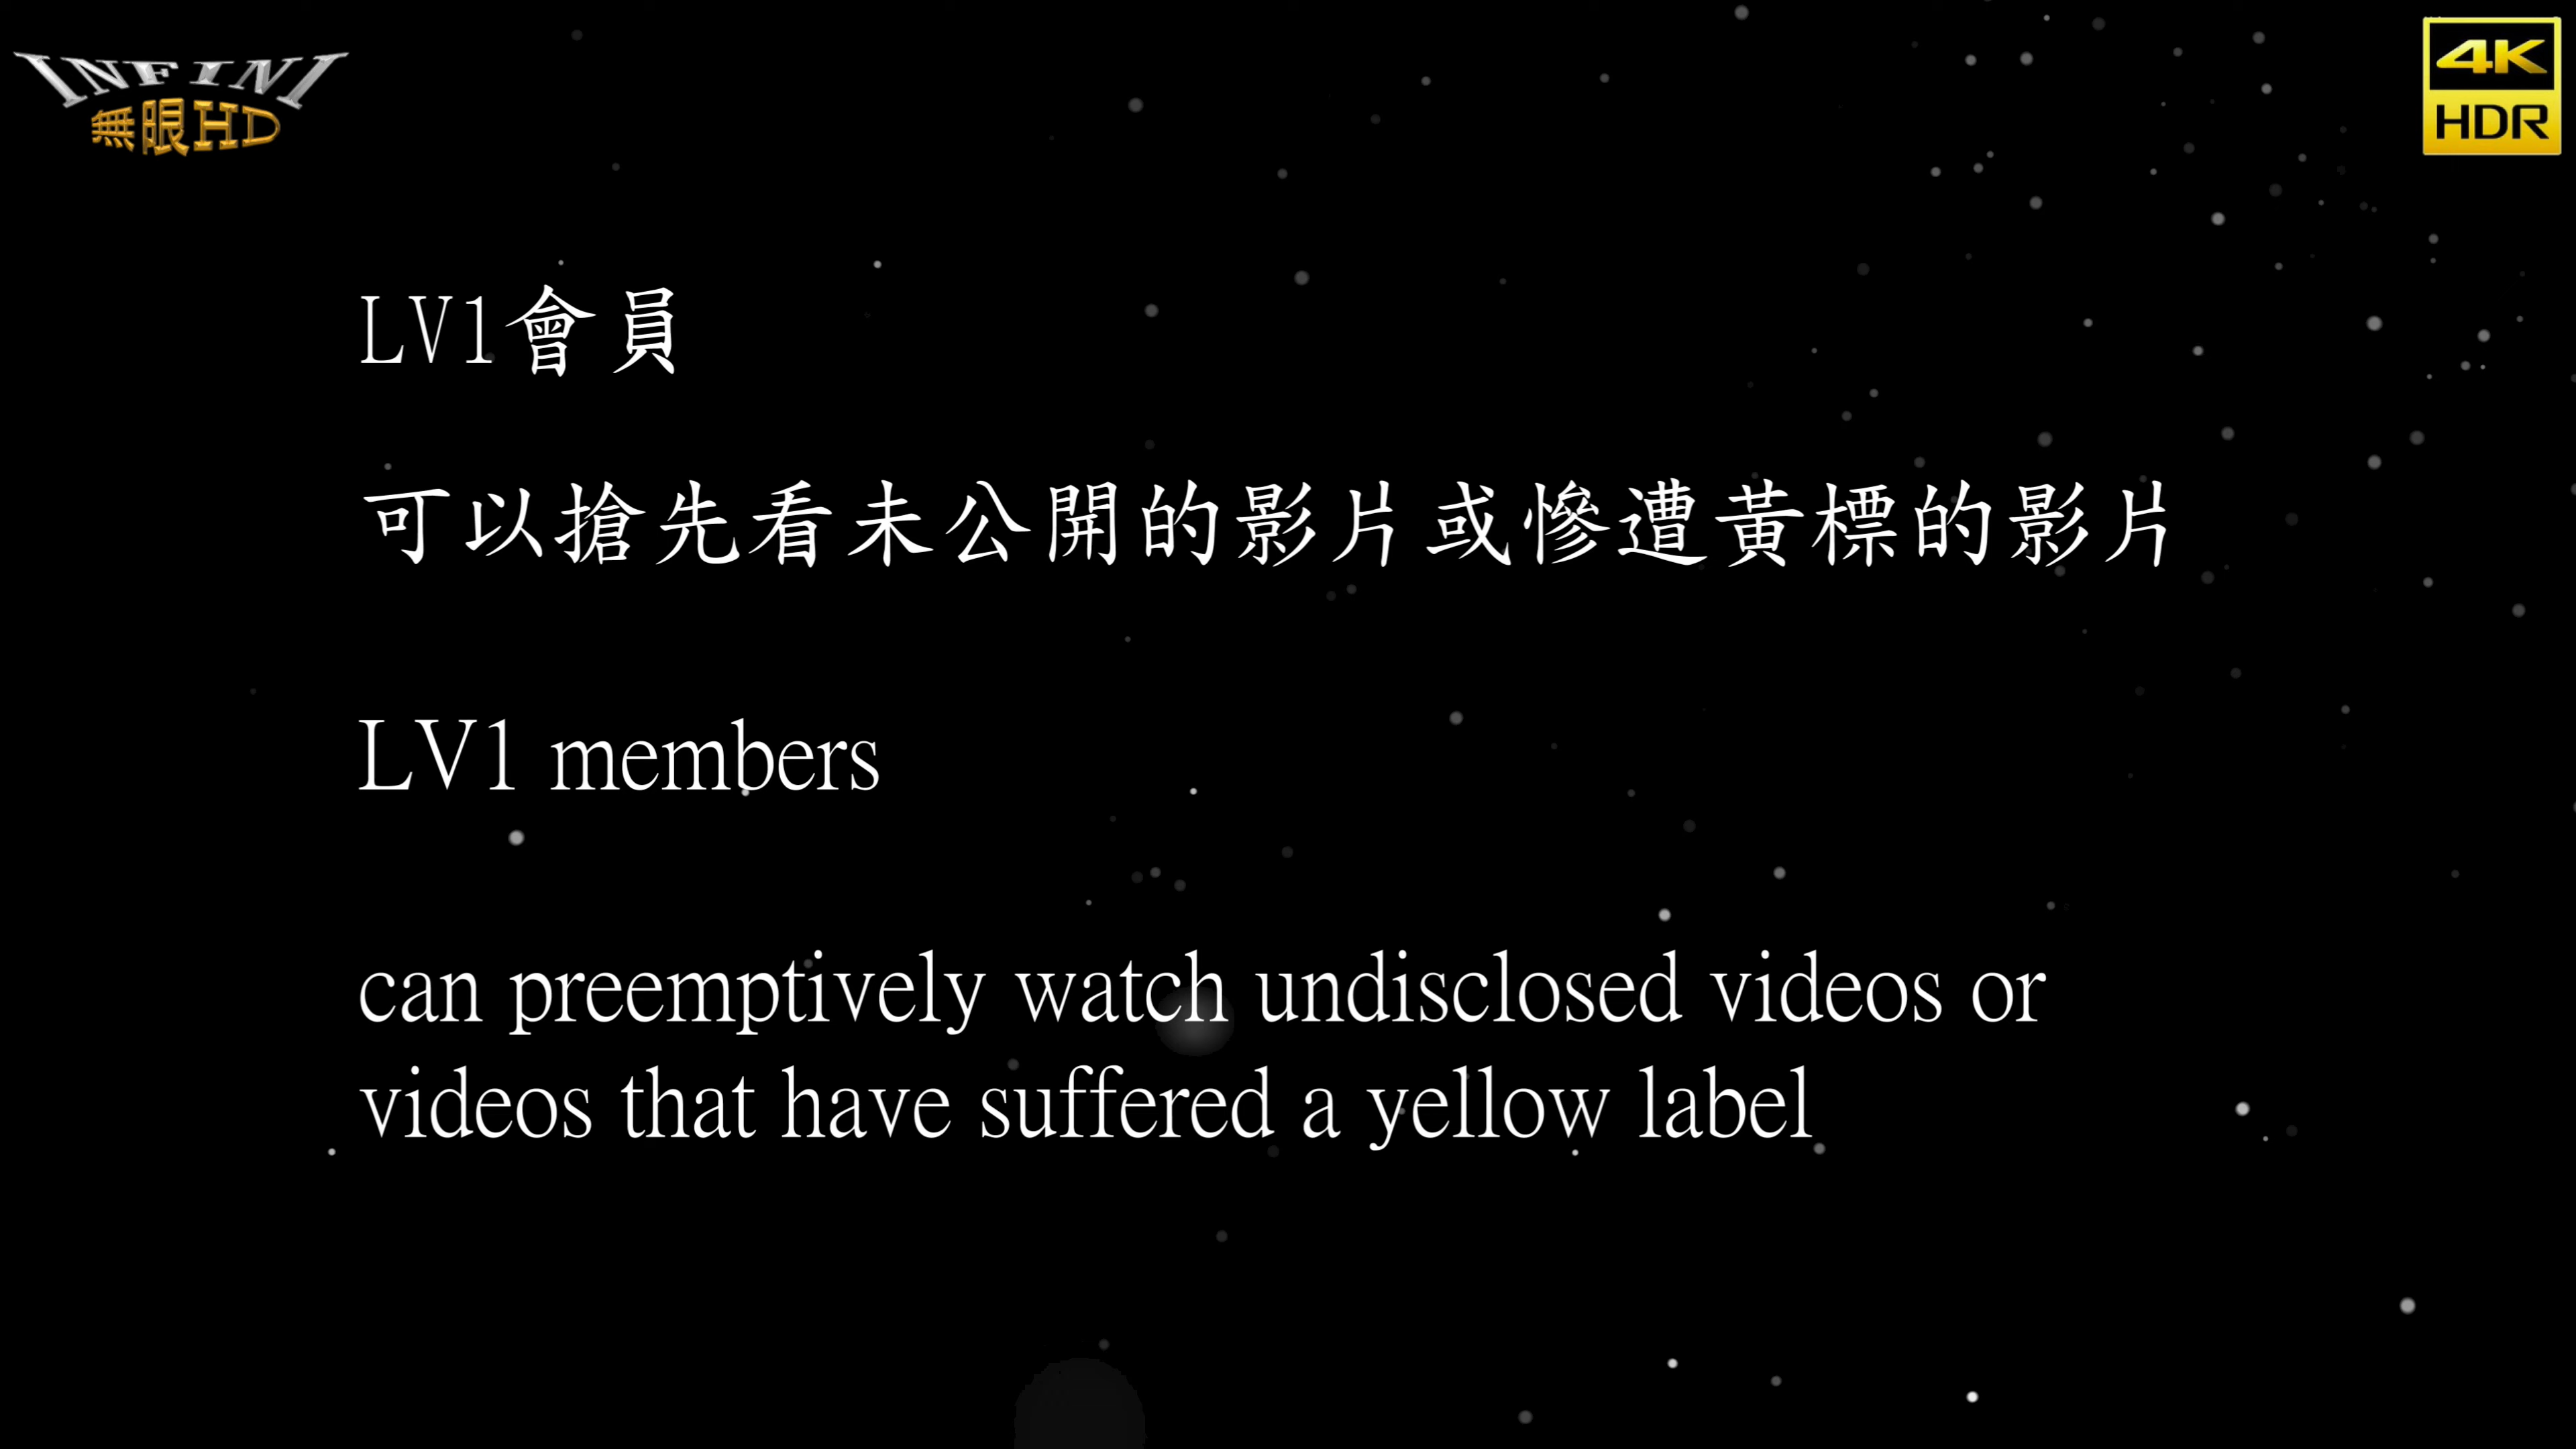 INFINI
無限HD
4K
HDR
LV1會員
可以搶先看未公開的影片或慘遭黃標的影片
LV1 members
can preemptively watch undisclosed videos or
videos that have suffered a yellow label